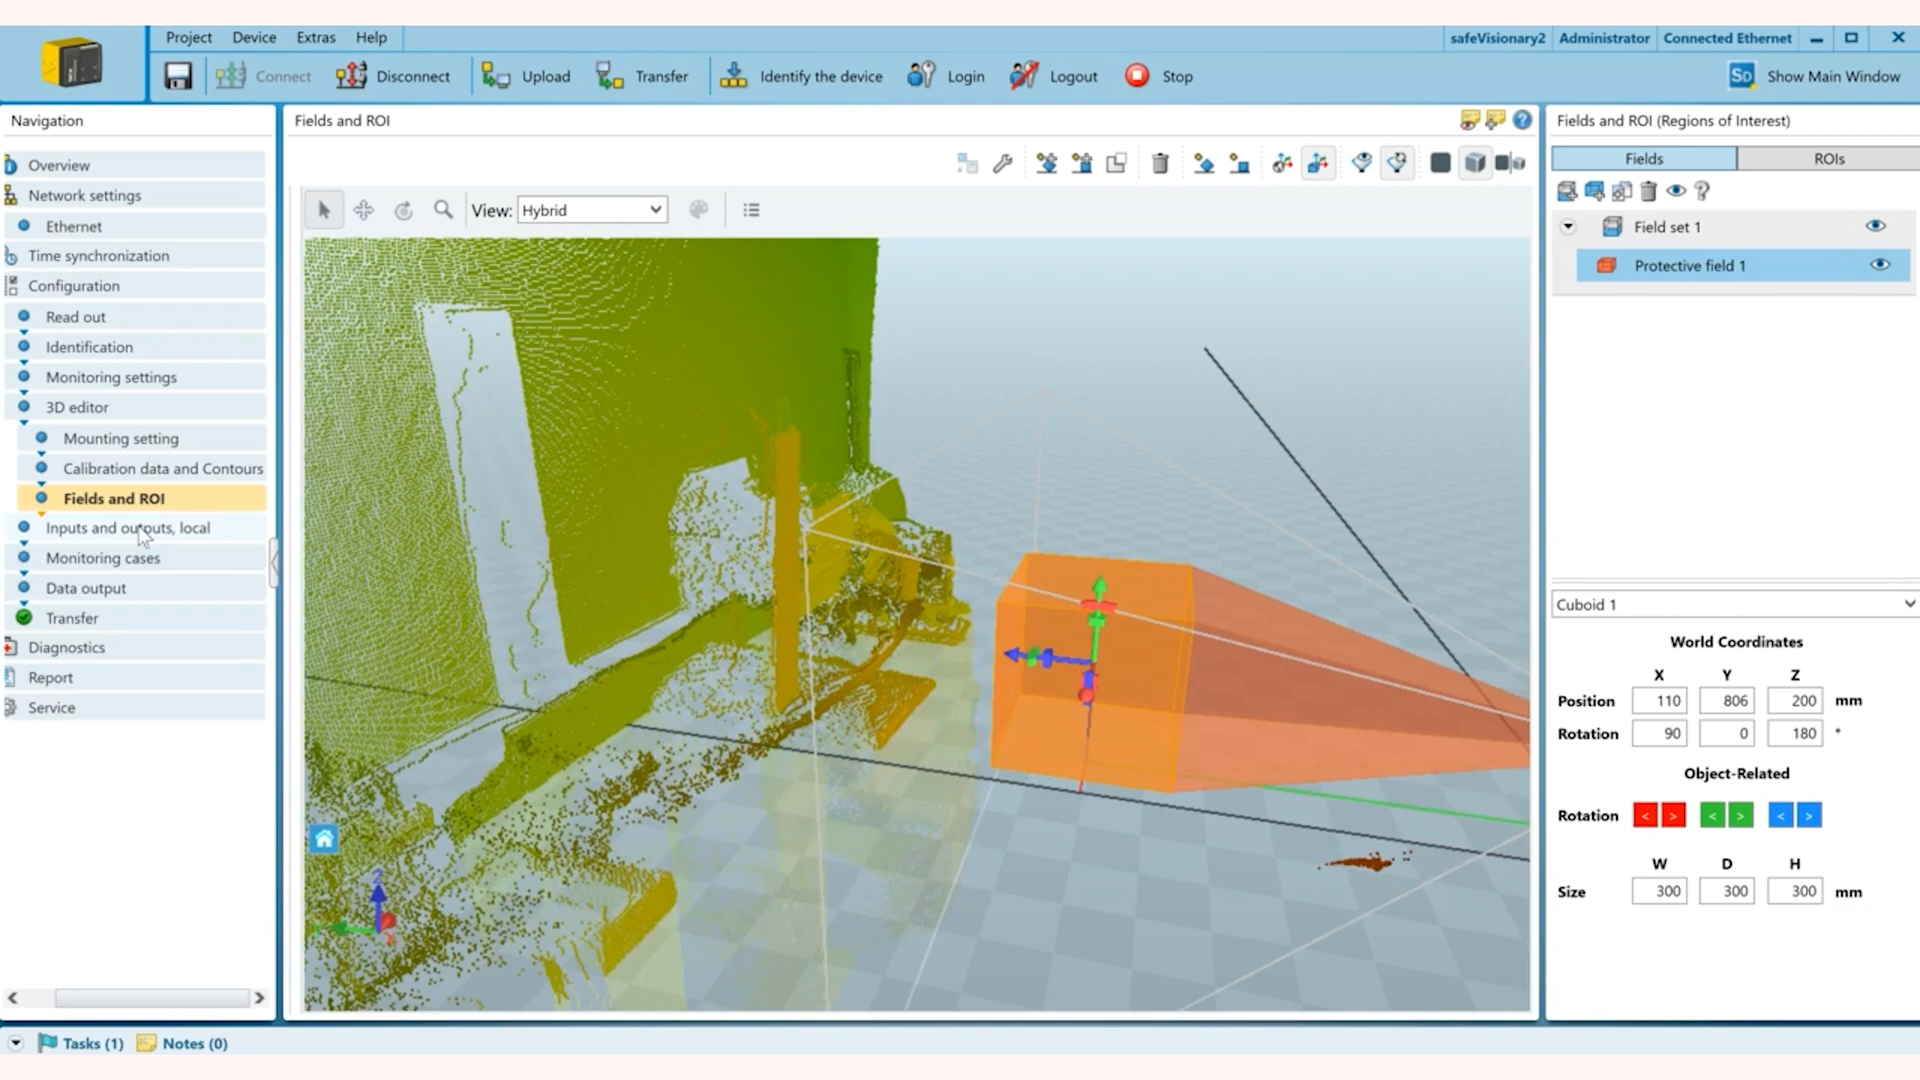 Project Device Extras Help
safeVisionary2 Administrator Connected Ethernet
Connect Disconnect Upload Transfer Identify the device Login Logout Stop
SD Show Main Window
Navigation
Overview
Network settings
Ethernet
Time synchronization
Configuration
Read out
Identification
Monitoring settings
3D editor
Mounting setting
Calibration data and Contours
Fields and ROI
Inputs and outputs, local
Monitoring cases
Data output
Transfer
Diagnostics
Report
Service
Fields and ROI
View: Hybrid
Z
Fields and ROI (Regions of Interest)
Fields ROIs
Field set 1
Protective field 1
Cuboid 1
World Coordinates
X Y Z
Position 110 806 200 mm
Rotation 90 0 180 °
Object-Related
Rotation < > < > < >
W D H
Size 300 300 300 mm
Tasks (1) Notes (0)